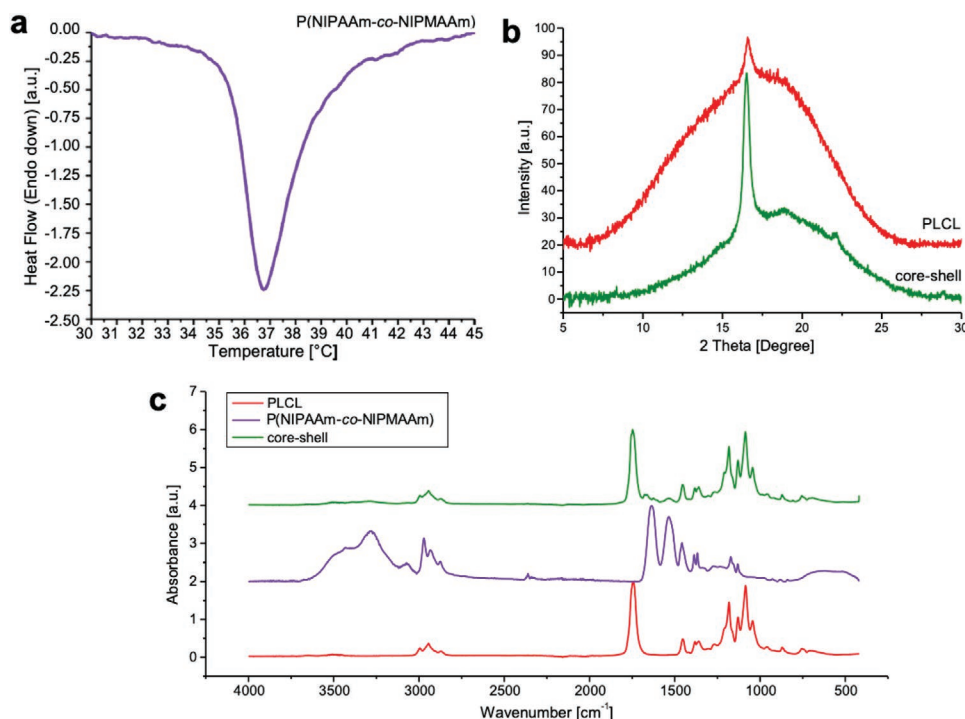 a
P(NIPAAm-co-NIPMAAm)
0.00
-0.25
-0.50
-0.75
-1.00
-1.25
-1.50
-1.75
-2.00
-2.25
-2.50
Heat Flow (Endo down) [a.u.]
30 31 32 33 34 35 36 37 38 39 40 41 42 43 44 45
Temperature [°C]
b
100
90
80
70
60
50
40
30
20
10
0
Intensity [a.u.]
PLCL
core-shell
5 10 15 20 25 30
2 Theta [Degree]
c
PLCL
P(NIPAAm-co-NIPMAAm)
core-shell
7
6
5
4
3
2
1
0
Absorbance [a.u.]
4000 3500 3000 2500 2000 1500 1000 500
Wavenumber [cm-1]